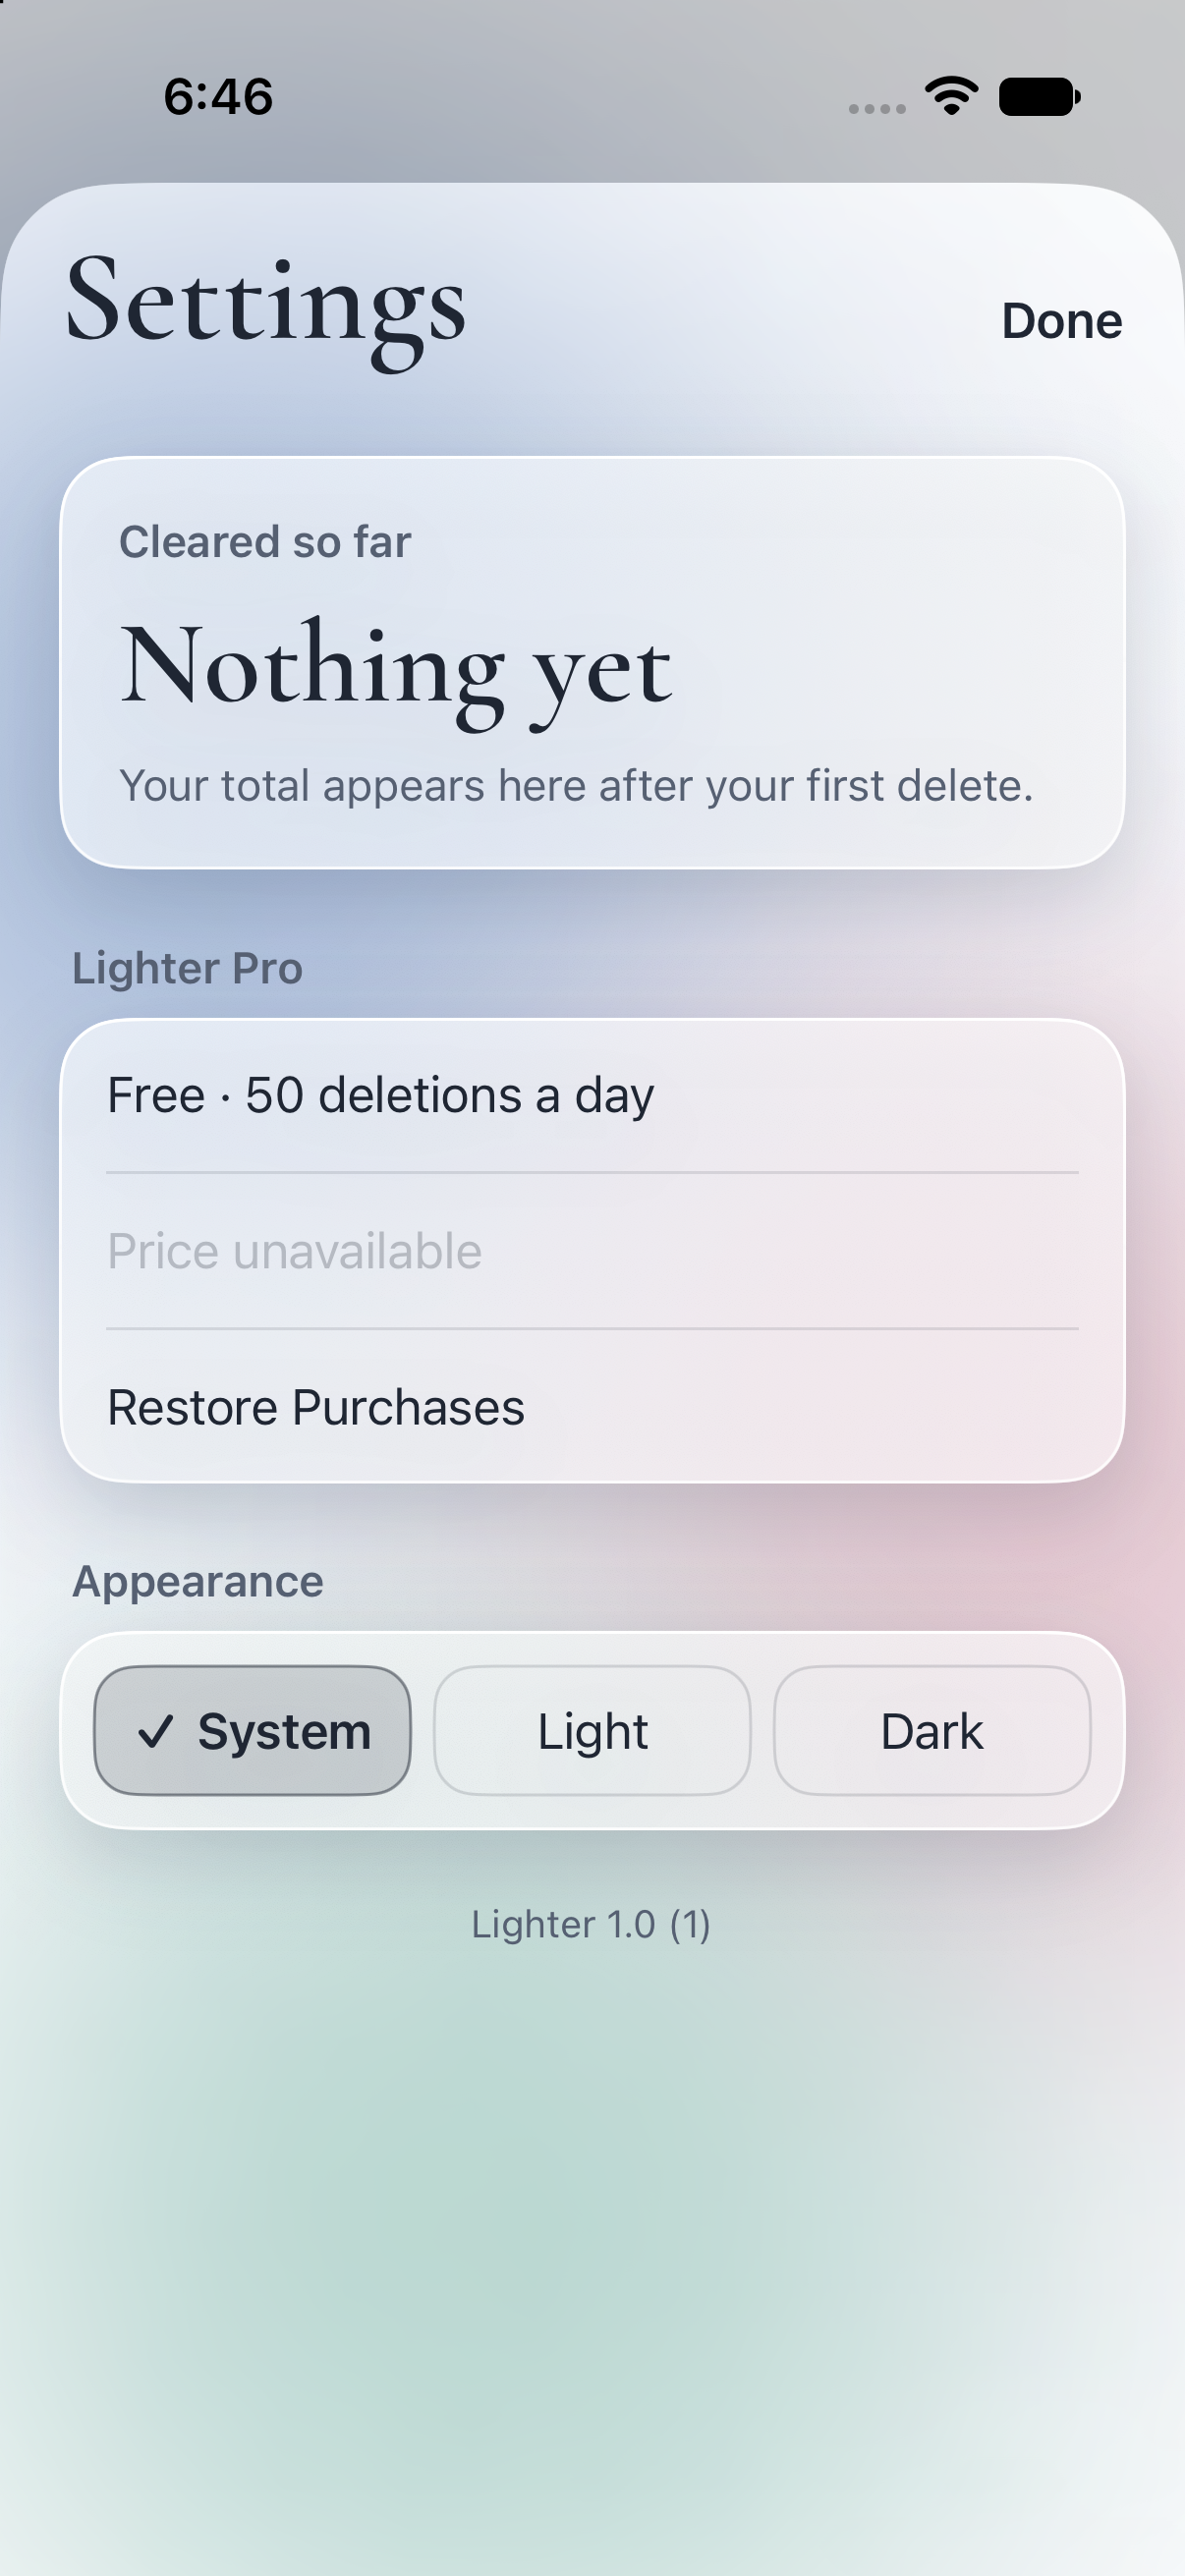 6:46
Settings
Done
Cleared so far
Nothing yet
Your total appears here after your first delete.
Lighter Pro
Free · 50 deletions a day
Price unavailable
Restore Purchases
Appearance
✓ System
Light
Dark
Lighter 1.0 (1)